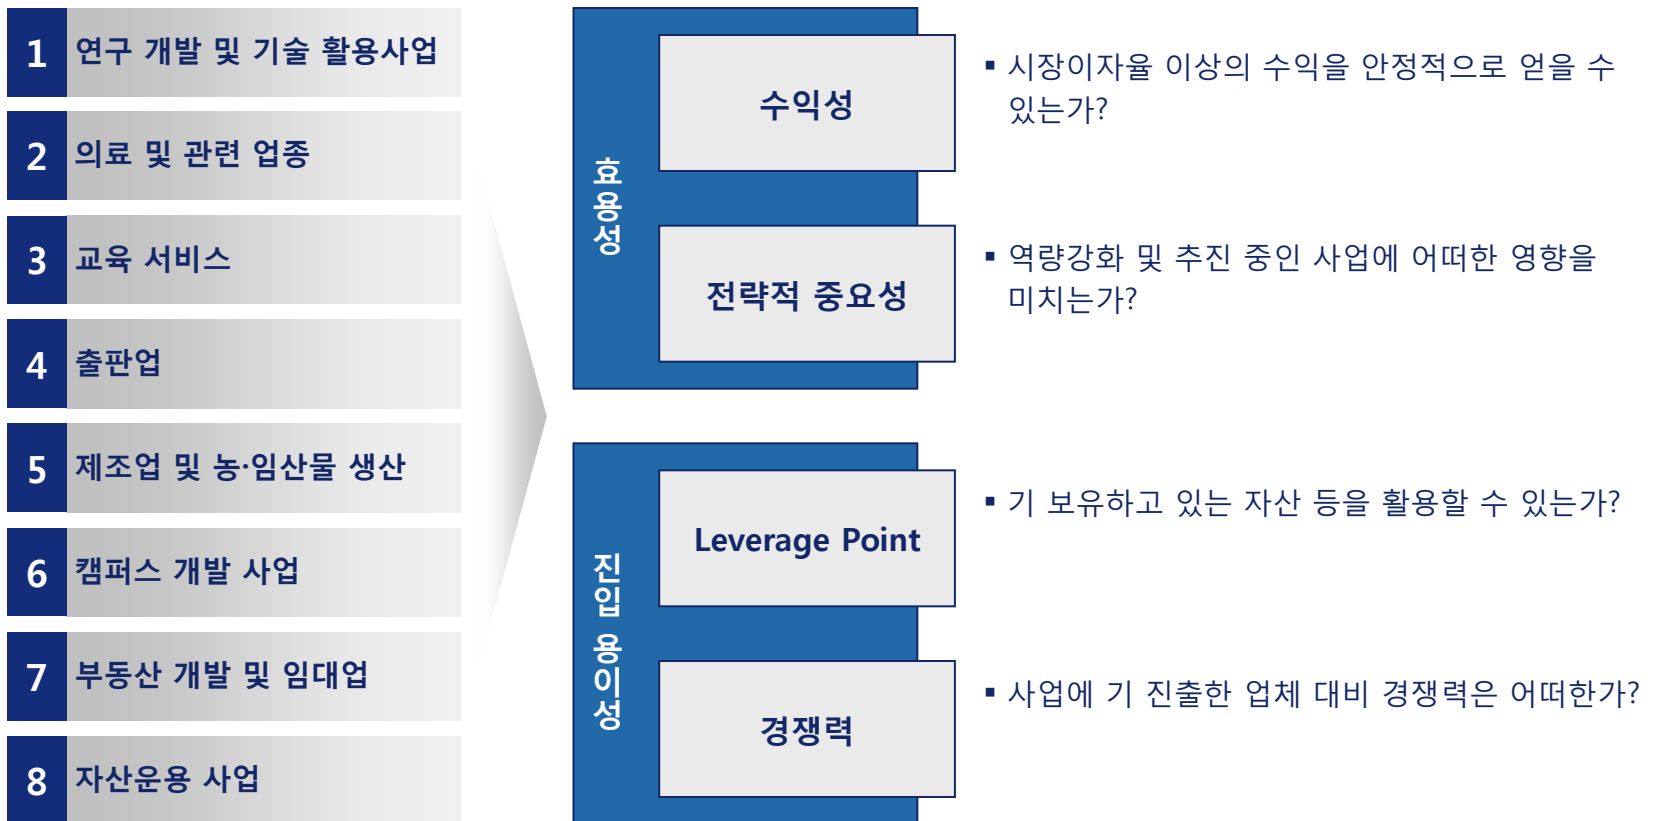 1 연구 개발 및 기술 활용사업
2 의료 및 관련 업종
3 교육 서비스
4 출판업
5 제조업 및 농·임산물 생산
6 캠퍼스 개발 사업
7 부동산 개발 및 임대업
8 자산운용 사업
효용성
수익성
▪ 시장이자율 이상의 수익을 안정적으로 얻을 수
있는가?
전략적 중요성
▪ 역량강화 및 추진 중인 사업에 어떠한 영향을
미치는가?
진입 용이성
Leverage Point
▪ 기 보유하고 있는 자산 등을 활용할 수 있는가?
경쟁력
▪ 사업에 기 진출한 업체 대비 경쟁력은 어떠한가?